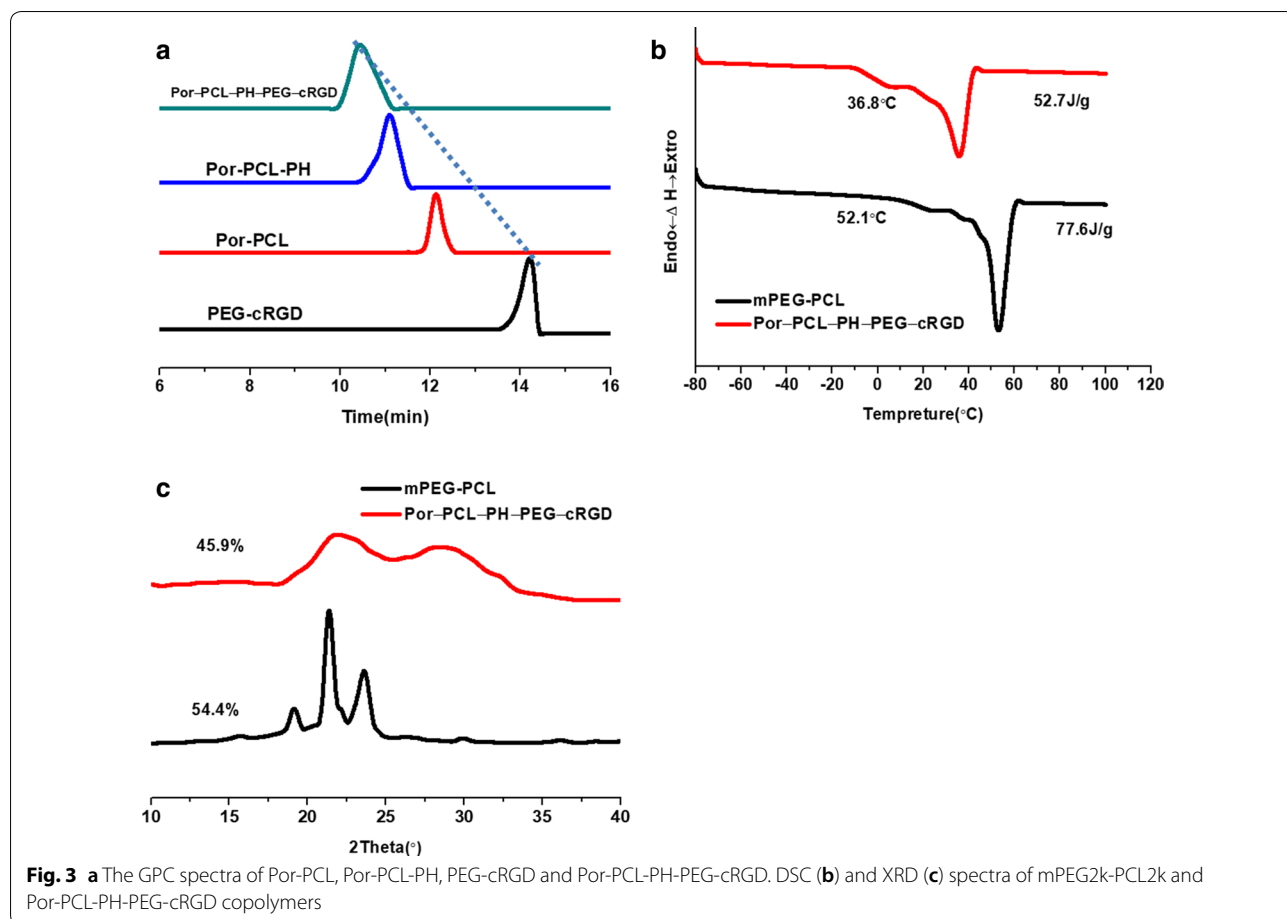 a
Por-PCL-PH-PEG-cRGD
Por-PCL-PH
Por-PCL
PEG-cRGD
6 8 10 12 14 16
Time(min)
b
36.8°C
52.7J/g
52.1°C
77.6J/g
Endo←Δ H→Extro
mPEG-PCL
Por-PCL-PH-PEG-cRGD
-80 -60 -40 -20 0 20 40 60 80 100 120
Tempreture(°C)
c
mPEG-PCL
Por-PCL-PH-PEG-cRGD
45.9%
54.4%
10 15 20 25 30 35 40
2Theta(°)
Fig. 3 a The GPC spectra of Por-PCL, Por-PCL-PH, PEG-cRGD and Por-PCL-PH-PEG-cRGD. DSC (b) and XRD (c) spectra of mPEG2k-PCL2k and
Por-PCL-PH-PEG-cRGD copolymers